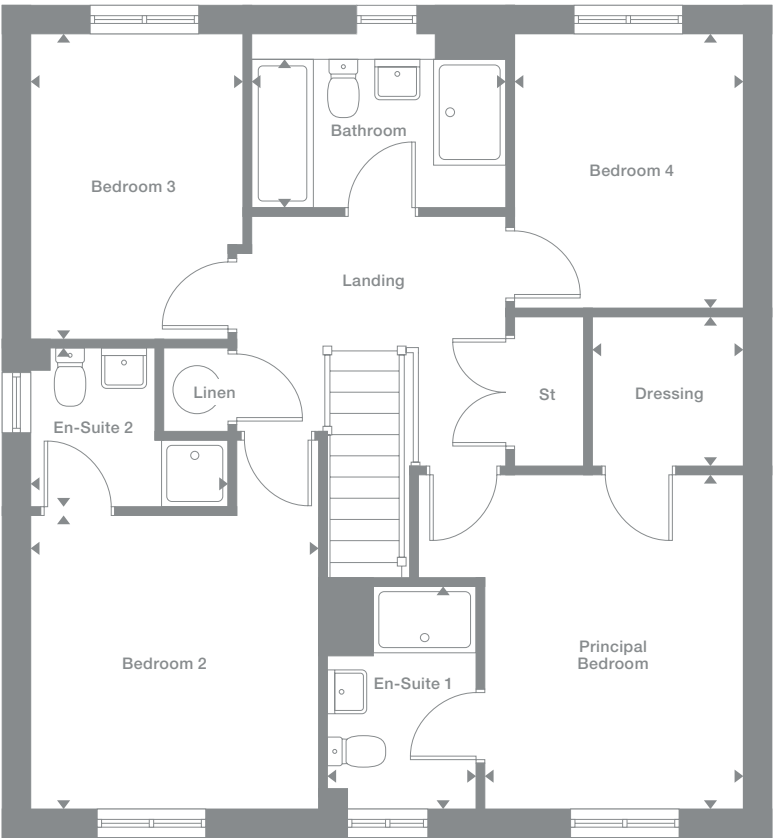 Bathroom
Bedroom 3
Bedroom 4
Landing
Linen
St
Dressing
En-Suite 2
Bedroom 2
Principal
Bedroom
En-Suite 1